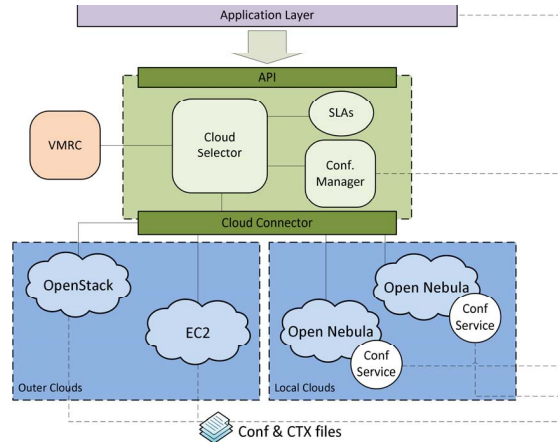 Application Layer
API
SLAs
VMRC
Cloud
Selector
Conf.
Manager
Cloud Connector
OpenStack
Open Nebula
EC2
Open Nebula
Conf
Service
Conf
Service
Outer Clouds
Local Clouds
Conf & CTX files